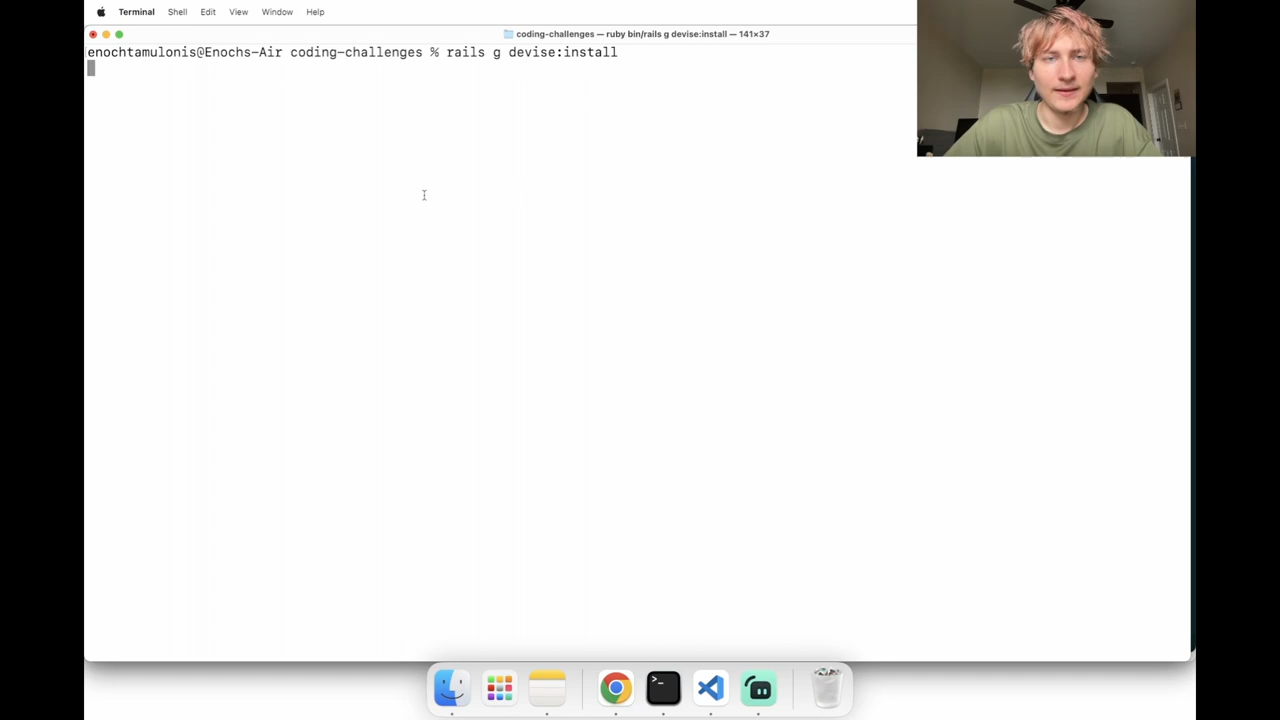 Terminal Shell Edit View Window Help
coding-challenges — ruby bin/rails g devise:install — 141×37
enochtamulonis@Enochs-Air coding-challenges % rails g devise:install
>_